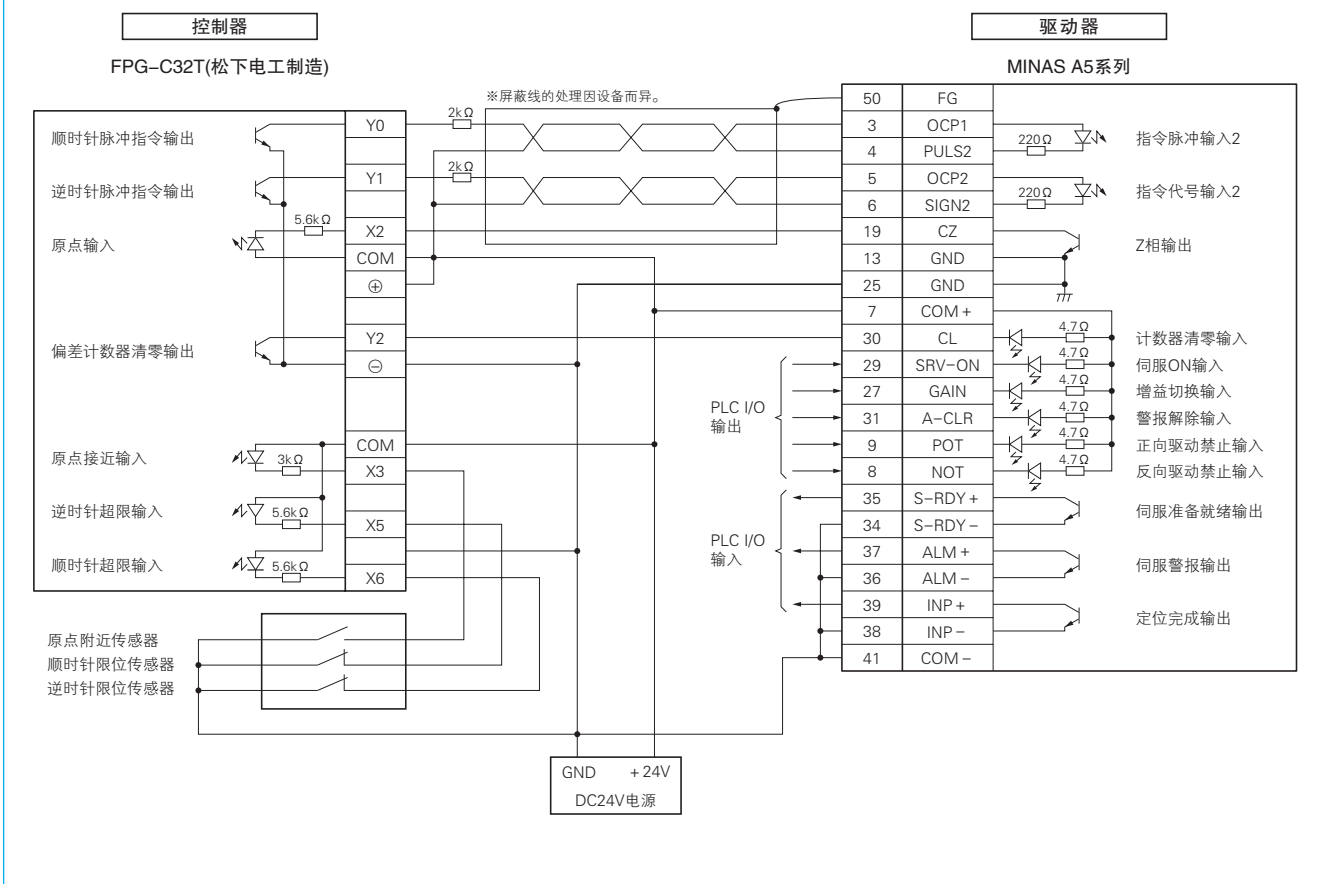 控制器
驱动器
FPG-C32T(松下电工制造)
MINAS A5系列
※屏蔽线的处理因设备而异。
50 FG
2kΩ
顺时针脉冲指令输出
Y0
3 OCP1
220Ω
指令脉冲输入2
4 PULS2
2kΩ
逆时针脉冲指令输出
Y1
5 OCP2
220Ω
指令代号输入2
6 SIGN2
5.6kΩ
原点输入
X2
19 CZ
Z相输出
COM
13 GND
⊕
25 GND
7 COM+
偏差计数器清零输出
Y2
30 CL
4.7Ω
计数器清零输入
⊖
29 SRV-ON
4.7Ω
伺服ON输入
PLC I/O
输出
27 GAIN
4.7Ω
增益切换输入
31 A-CLR
4.7Ω
警报解除输入
COM
9 POT
4.7Ω
正向驱动禁止输入
原点接近输入
3kΩ
X3
8 NOT
4.7Ω
反向驱动禁止输入
35 S-RDY+
伺服准备就绪输出
逆时针超限输入
5.6kΩ
X5
34 S-RDY-
PLC I/O
输入
37 ALM+
伺服警报输出
顺时针超限输入
5.6kΩ
X6
36 ALM-
39 INP+
定位完成输出
38 INP-
41 COM-
原点附近传感器
顺时针限位传感器
逆时针限位传感器
GND +24V
DC24V电源